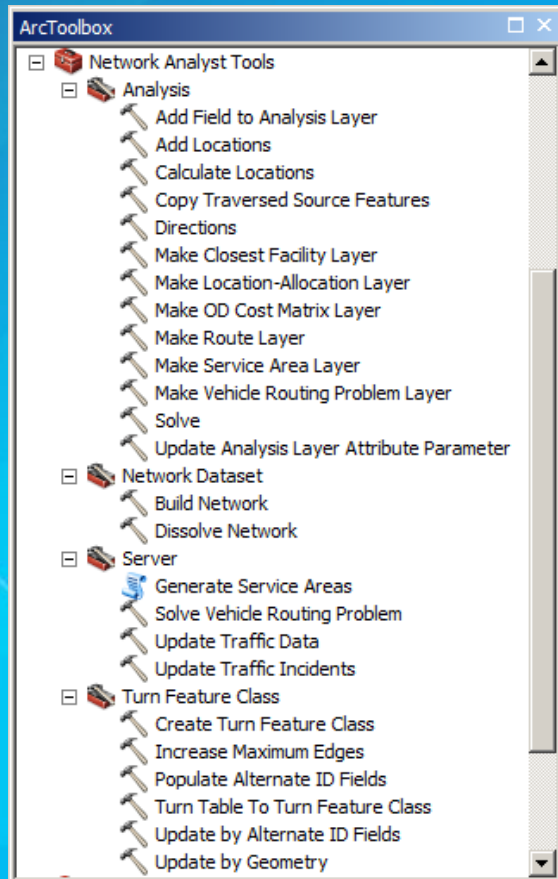 ArcToolbox
Network Analyst Tools
Analysis
Add Field to Analysis Layer
Add Locations
Calculate Locations
Copy Traversed Source Features
Directions
Make Closest Facility Layer
Make Location-Allocation Layer
Make OD Cost Matrix Layer
Make Route Layer
Make Service Area Layer
Make Vehicle Routing Problem Layer
Solve
Update Analysis Layer Attribute Parameter
Network Dataset
Build Network
Dissolve Network
Server
Generate Service Areas
Solve Vehicle Routing Problem
Update Traffic Data
Update Traffic Incidents
Turn Feature Class
Create Turn Feature Class
Increase Maximum Edges
Populate Alternate ID Fields
Turn Table To Turn Feature Class
Update by Alternate ID Fields
Update by Geometry